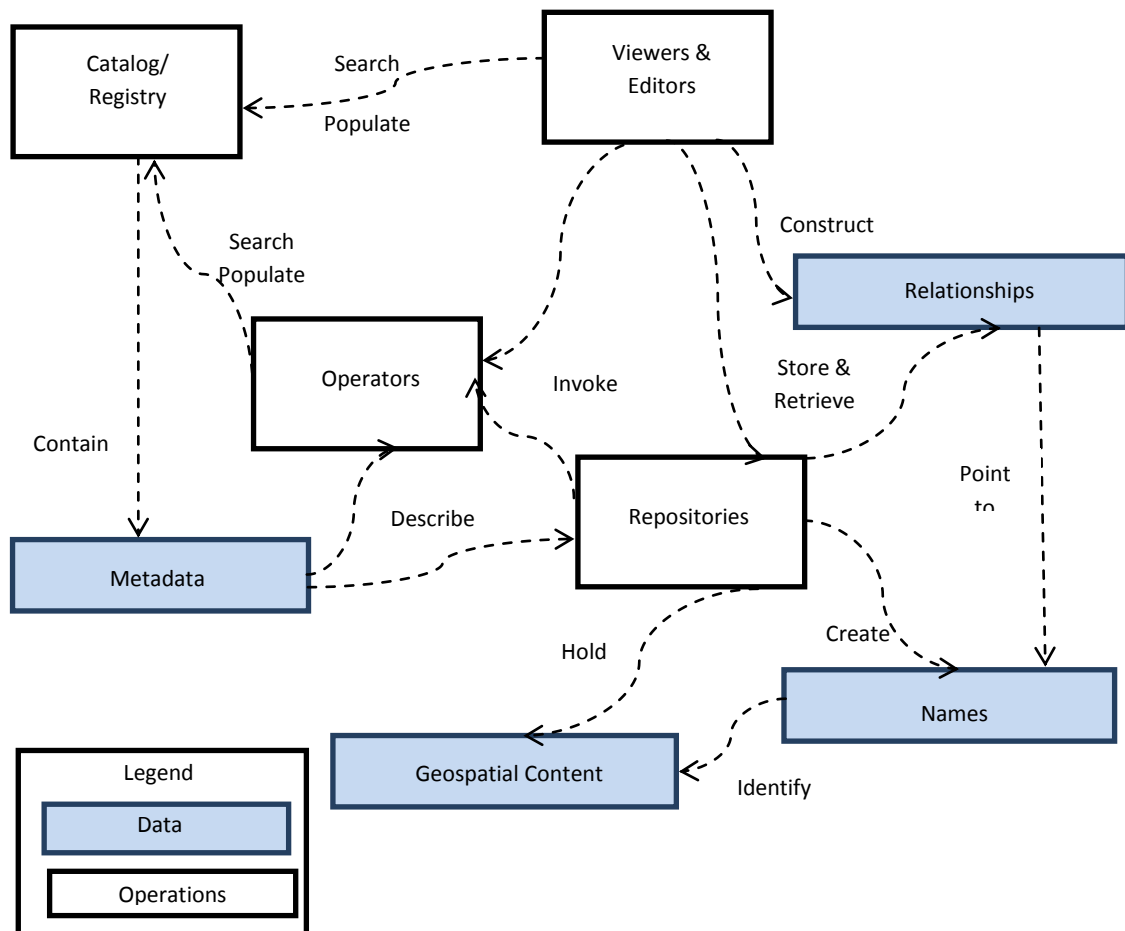 Catalog/
Registry
Search
Populate
Viewers &
Editors
Construct
Search
Populate
Relationships
Operators
Invoke
Store &
Retrieve
Contain
Point
to
Repositories
Describe
Metadata
Hold
Create
Names
Geospatial Content
Identify
Legend
Data
Operations